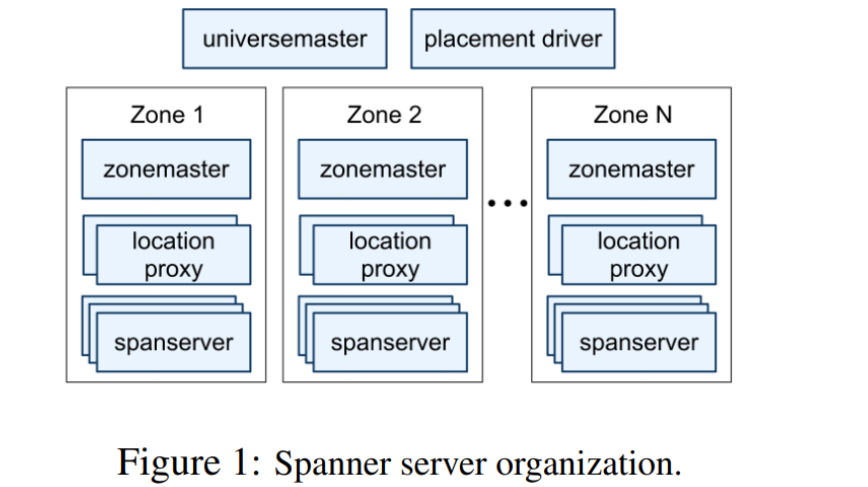 universemaster placement driver
Zone 1 Zone 2 Zone N
zonemaster zonemaster zonemaster
...
location location location
proxy proxy proxy
spanserver spanserver spanserver
Figure 1: Spanner server organization.